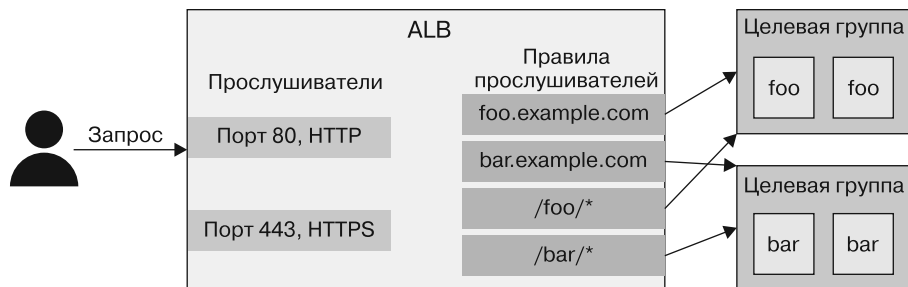 ALB
Запрос
Прослушиватели
Порт 80, HTTP
Порт 443, HTTPS
Правила
прослушивателей
foo.example.com
bar.example.com
/foo/*
/bar/*
Целевая группа
foo foo
Целевая группа
bar bar